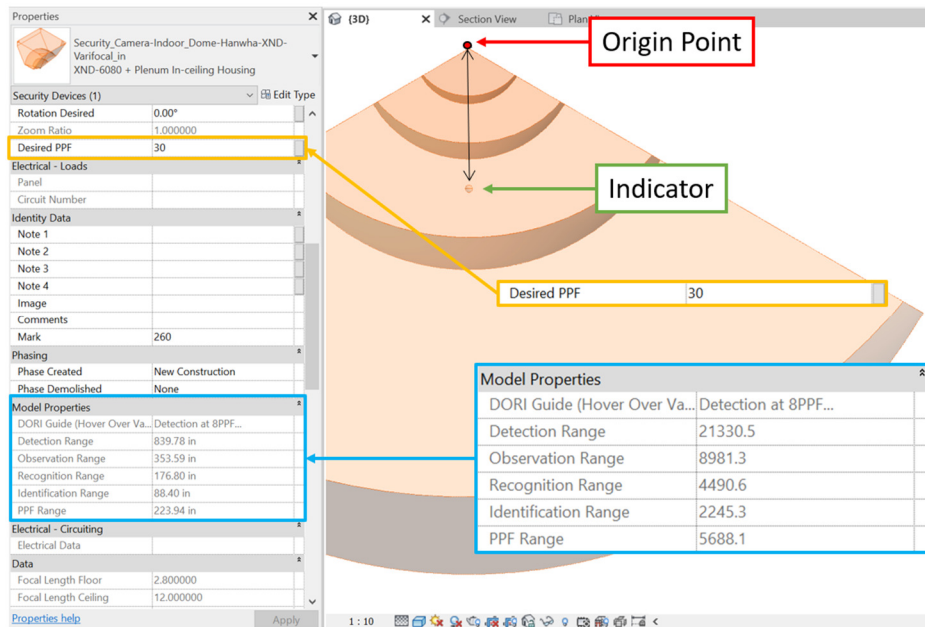 Properties
Security_Camera-Indoor_Dome-Hanwha-XND-
Varifocal_in
XND-6080 + Plenum In-ceiling Housing
Security Devices (1)
Edit Type
Rotation Desired 0.00°
Zoom Ratio 1.000000
Desired PPF 30
Electrical - Loads
Panel
Circuit Number
Identity Data
Note 1
Note 2
Note 3
Note 4
Image
Comments
Mark 260
Phasing
Phase Created New Construction
Phase Demolished None
Model Properties
DORI Guide (Hover Over Va... Detection at 8PPF...
Detection Range 839.78 in
Observation Range 353.59 in
Recognition Range 176.80 in
Identification Range 88.40 in
PPF Range 223.94 in
Electrical - Circuiting
Electrical Data
Data
Focal Length Floor 2.800000
Focal Length Ceiling 12.000000
Properties help
Apply
{3D}
Section View
Plan
Origin Point
Indicator
Desired PPF 30
Model Properties
DORI Guide (Hover Over Va... Detection at 8PPF...
Detection Range 21330.5
Observation Range 8981.3
Recognition Range 4490.6
Identification Range 2245.3
PPF Range 5688.1
1 : 10